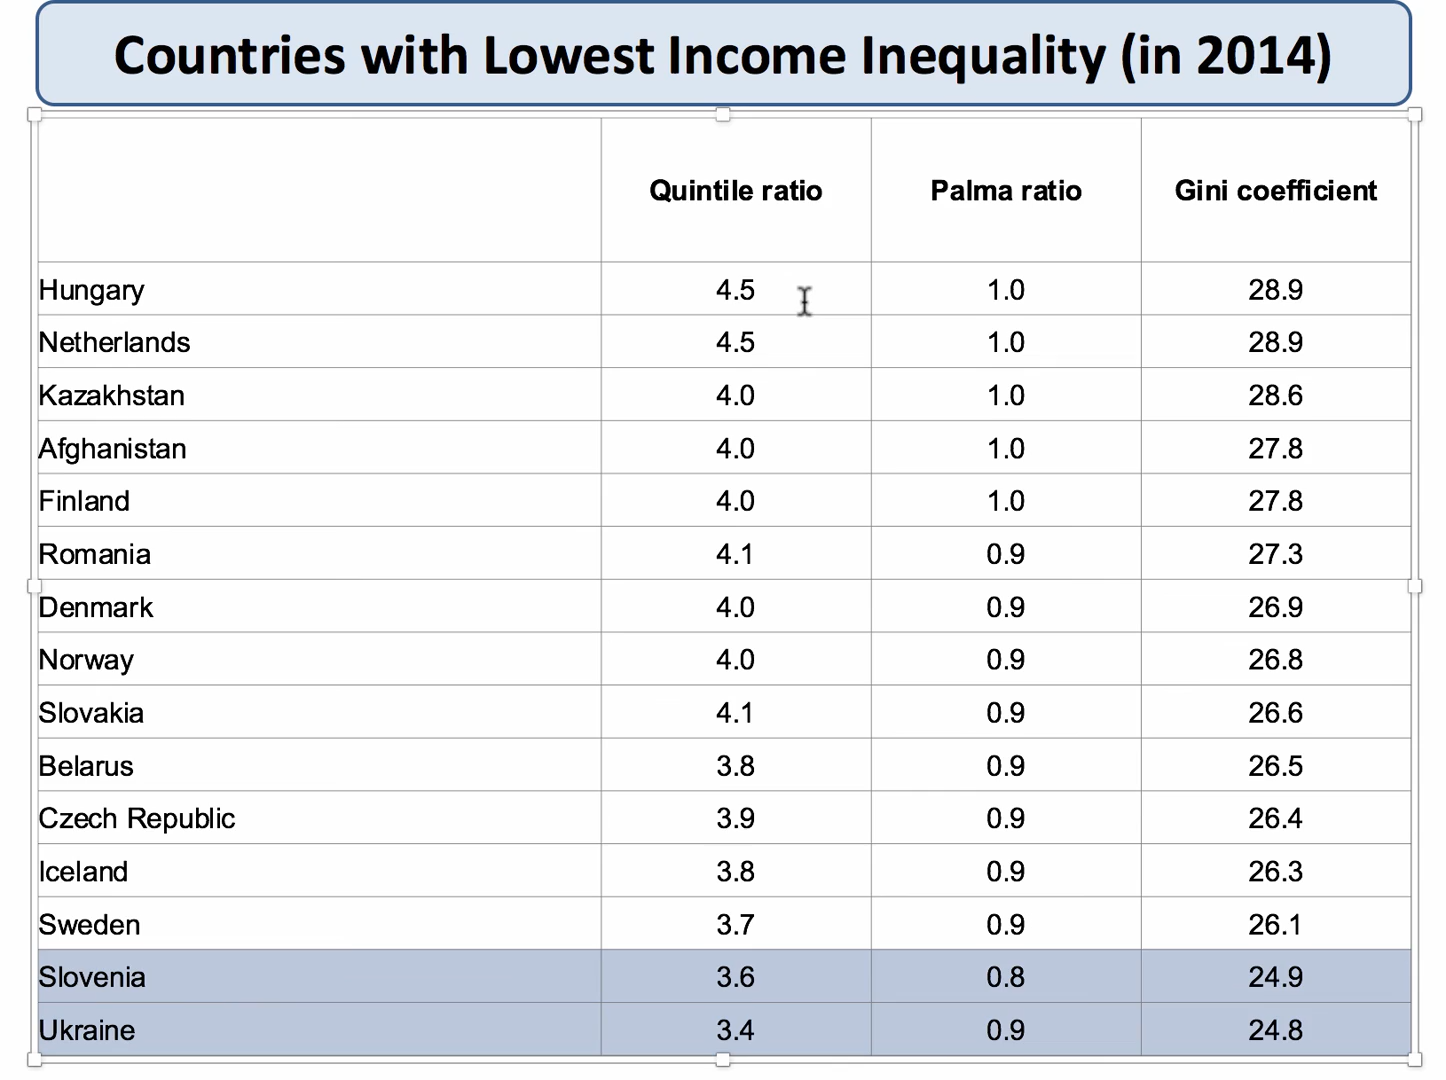 Countries with Lowest Income Inequality (in 2014)
Quintile ratio Palma ratio Gini coefficient
Hungary 4.5 1.0 28.9
Netherlands 4.5 1.0 28.9
Kazakhstan 4.0 1.0 28.6
Afghanistan 4.0 1.0 27.8
Finland 4.0 1.0 27.8
Romania 4.1 0.9 27.3
Denmark 4.0 0.9 26.9
Norway 4.0 0.9 26.8
Slovakia 4.1 0.9 26.6
Belarus 3.8 0.9 26.5
Czech Republic 3.9 0.9 26.4
Iceland 3.8 0.9 26.3
Sweden 3.7 0.9 26.1
Slovenia 3.6 0.8 24.9
Ukraine 3.4 0.9 24.8